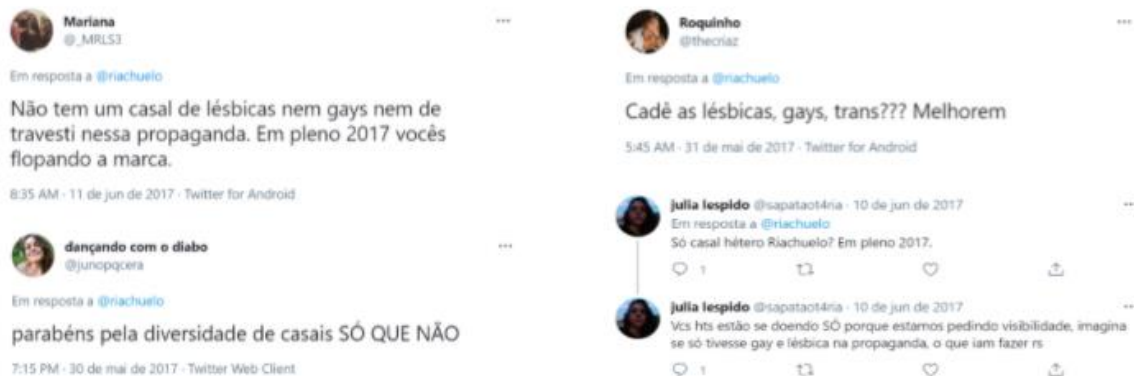 Mariana
@_MRLS3
Em resposta a @riachuelo
Não tem um casal de lésbicas nem gays nem de
travesti nessa propaganda. Em pleno 2017 vocês
flopando a marca.
8:35 AM · 11 de jun de 2017 · Twitter for Android
dançando com o diabo
@junopqcera
Em resposta a @riachuelo
parabéns pela diversidade de casais SÓ QUE NÃO
7:15 PM · 30 de mai de 2017 · Twitter Web Client
Roquinho
@thecriaz
Em resposta a @riachuelo
Cadê as lésbicas, gays, trans??? Melhorem
5:45 AM · 31 de mai de 2017 · Twitter for Android
julia lespido @sapataot4ria · 10 de jun de 2017
Em resposta a @riachuelo
Só casal hétero Riachuelo? Em pleno 2017.
1
julia lespido @sapataot4ria · 10 de jun de 2017
Vcs hts estão se doendo SÓ porque estamos pedindo visibilidade, imagina
se só tivesse gay e lésbica na propaganda, o que iam fazer rs
1